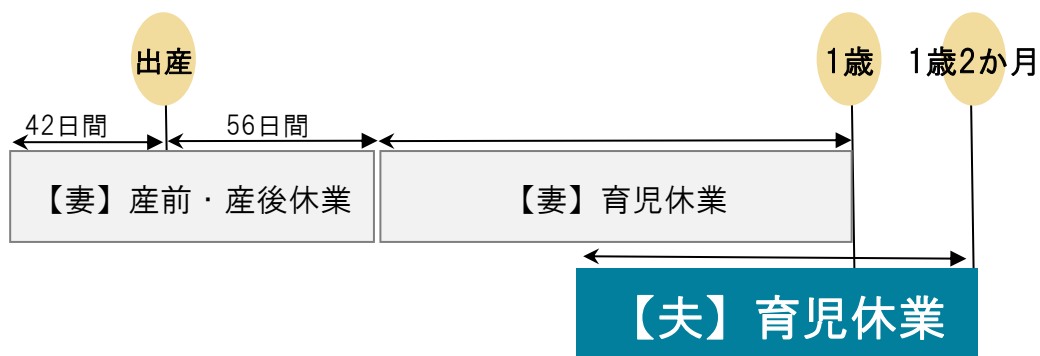 出産
1歳
1歳2か月
42日間
56日間
【妻】産前・産後休業
【妻】育児休業
【夫】育児休業